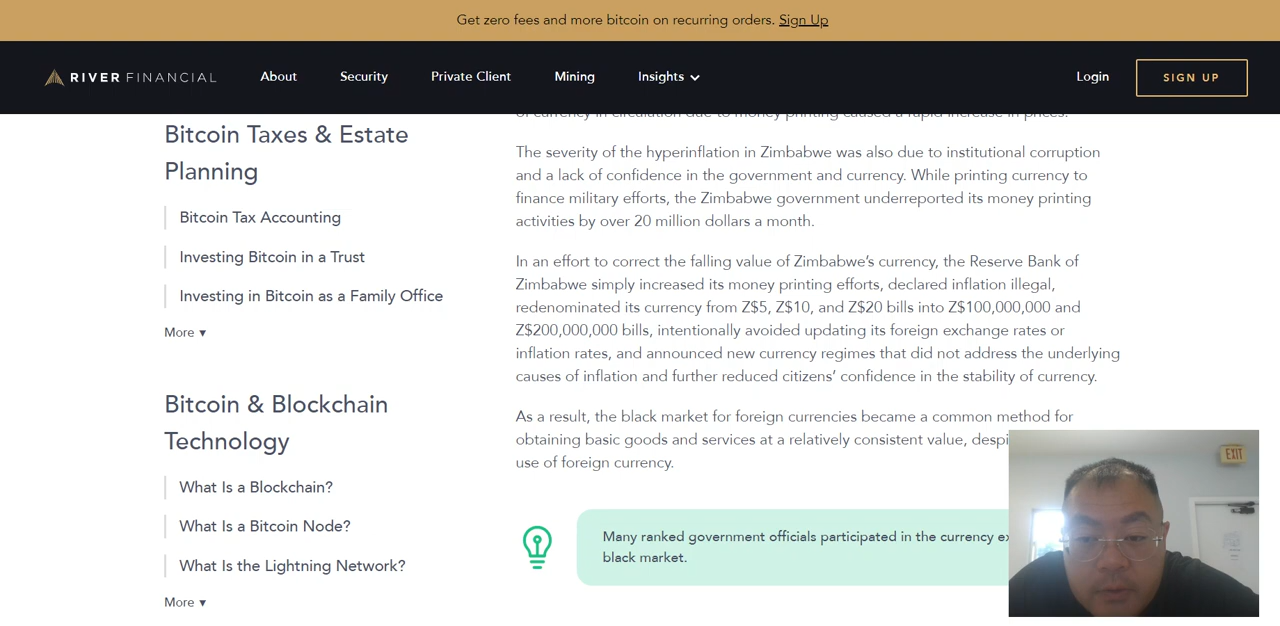 Get zero fees and more bitcoin on recurring orders. Sign Up
RIVER FINANCIAL
About
Security
Private Client
Mining
Insights
Login
SIGN UP
Bitcoin Taxes & Estate
Planning
Bitcoin Tax Accounting
Investing Bitcoin in a Trust
Investing in Bitcoin as a Family Office
More ▼
Bitcoin & Blockchain
Technology
What Is a Blockchain?
What Is a Bitcoin Node?
What Is the Lightning Network?
More ▼
of currency in circulation due to money printing caused a rapid increase in prices.
The severity of the hyperinflation in Zimbabwe was also due to institutional corruption
and a lack of confidence in the government and currency. While printing currency to
finance military efforts, the Zimbabwe government underreported its money printing
activities by over 20 million dollars a month.
In an effort to correct the falling value of Zimbabwe’s currency, the Reserve Bank of
Zimbabwe simply increased its money printing efforts, declared inflation illegal,
redenominated its currency from Z$5, Z$10, and Z$20 bills into Z$100,000,000 and
Z$200,000,000 bills, intentionally avoided updating its foreign exchange rates or
inflation rates, and announced new currency regimes that did not address the underlying
causes of inflation and further reduced citizens’ confidence in the stability of currency.
As a result, the black market for foreign currencies became a common method for
obtaining basic goods and services at a relatively consistent value,
use of foreign currency.
Many ranked government officials participated in the currency
black market.
EXIT